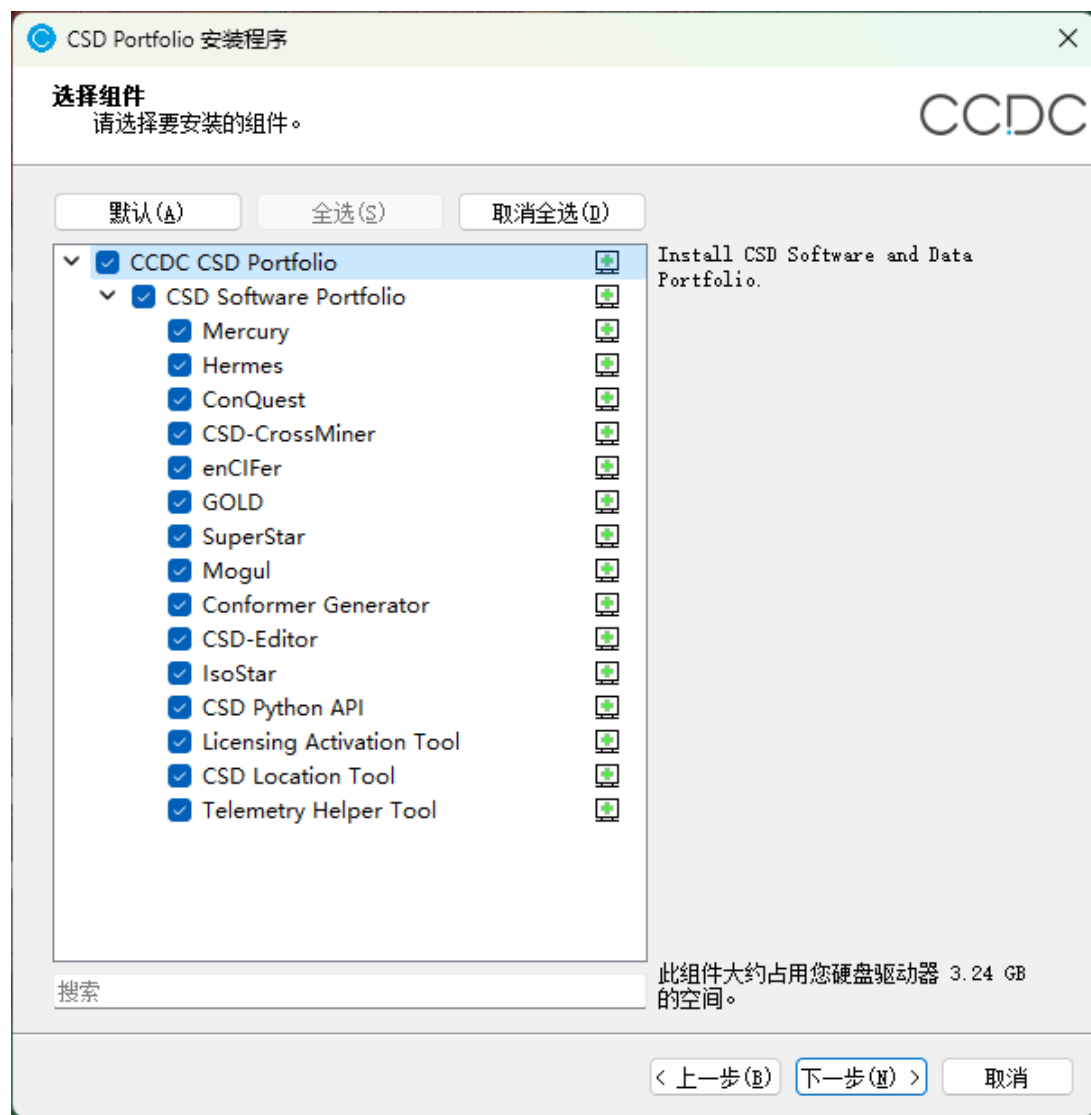 CSD Portfolio 安装程序
选择组件
请选择要安装的组件。
CCDC
默认(A)
全选(S)
取消全选(D)
CCDC CSD Portfolio
CSD Software Portfolio
Mercury
Hermes
ConQuest
CSD-CrossMiner
enCIFer
GOLD
SuperStar
Mogul
Conformer Generator
CSD-Editor
IsoStar
CSD Python API
Licensing Activation Tool
CSD Location Tool
Telemetry Helper Tool
Install CSD Software and Data
Portfolio.
此组件大约占用您硬盘驱动器 3.24 GB
的空间。
搜索
< 上一步(B)
下一步(N) >
取消